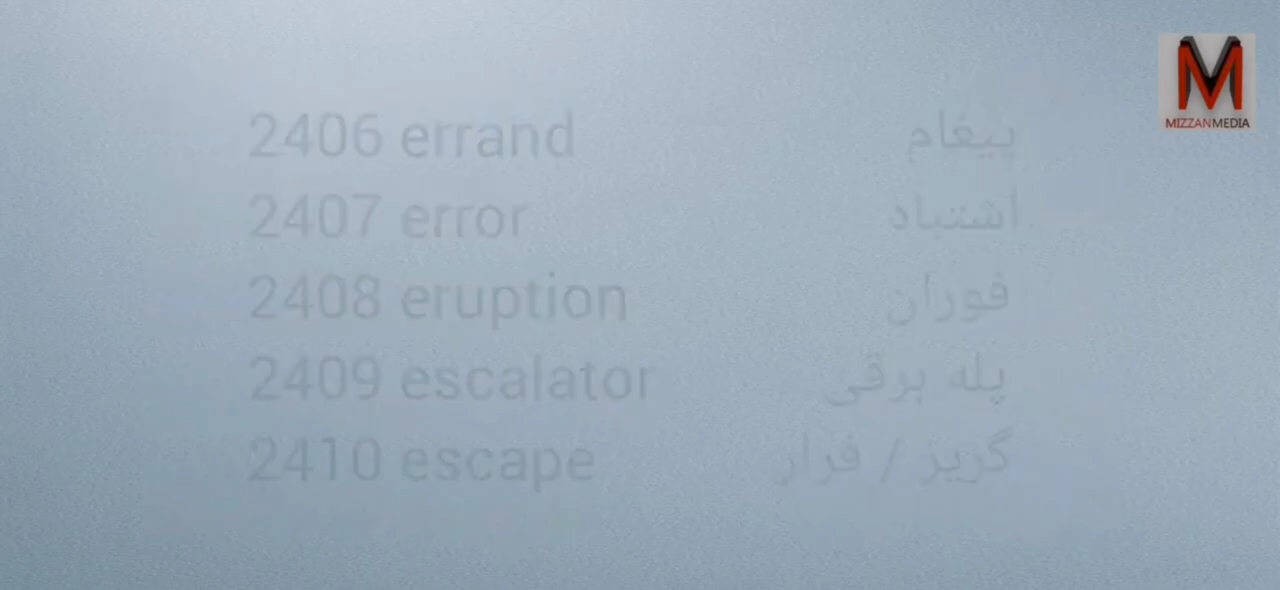 2406 errand پیغام
2407 error اشتباه
2408 eruption فوران
2409 escalator پله برقی
2410 escape گریز / فرار
MIZZANMEDIA